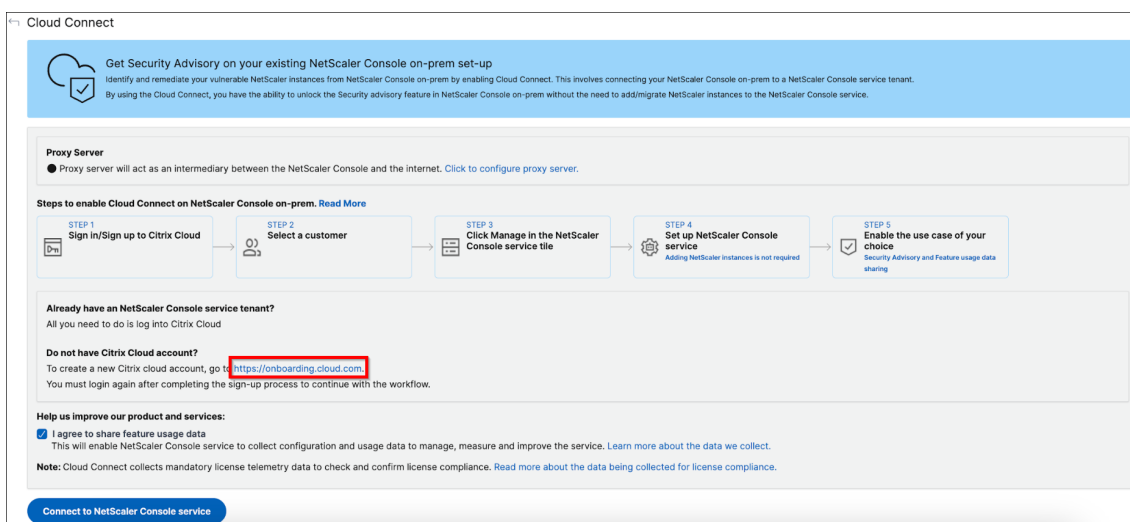 Cloud Connect
Get Security Advisory on your existing NetScaler Console on-prem set-up
Identify and remediate your vulnerable NetScaler instances from NetScaler Console on-prem by enabling Cloud Connect. This involves connecting your NetScaler Console on-prem to a NetScaler Console service tenant.
By using the Cloud Connect, you have the ability to unlock the Security advisory feature in NetScaler Console on-prem without the need to add/migrate NetScaler instances to the NetScaler Console service.
Proxy Server
Proxy server will act as an intermediary between the NetScaler Console and the internet. Click to configure proxy server.
Steps to enable Cloud Connect on NetScaler Console on-prem. Read More
STEP 1
Sign in/Sign up to Citrix Cloud
STEP 2
Select a customer
STEP 3
Click Manage in the NetScaler
Console service tile
STEP 4
Set up NetScaler Console
service
Adding NetScaler instances is not required
STEP 5
Enable the use case of your
choice
Security Advisory and Feature usage data
sharing
Already have an NetScaler Console service tenant?
All you need to do is log into Citrix Cloud
Do not have Citrix Cloud account?
To create a new Citrix cloud account, go to https://onboarding.cloud.com.
You must login again after completing the sign-up process to continue with the workflow.
Help us improve our product and services:
I agree to share feature usage data
This will enable NetScaler Console service to collect configuration and usage data to manage, measure and improve the service. Learn more about the data we collect.
Note: Cloud Connect collects mandatory license telemetry data to check and confirm license compliance. Read more about the data being collected for license compliance.
Connect to NetScaler Console service